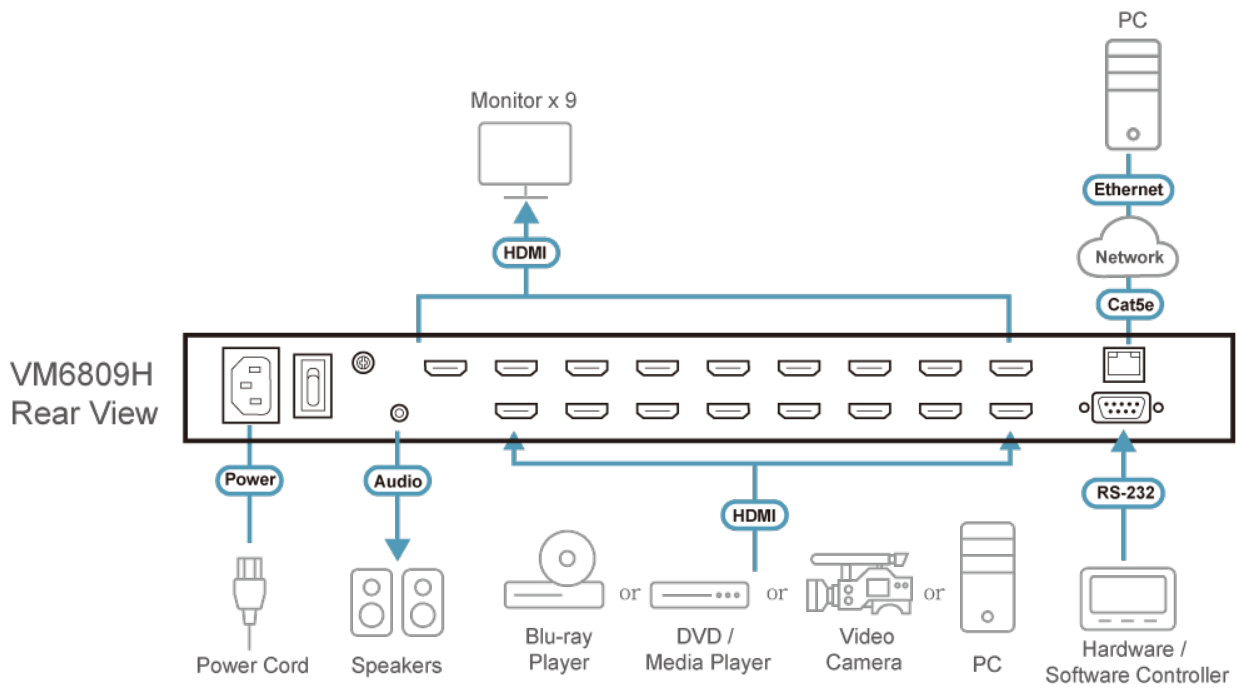 PC
Monitor x 9
Ethernet
HDMI
Network
Cat5e
VM6809H
Rear View
Power
Audio
RS-232
HDMI
or
or
or
Power Cord
Speakers
Blu-ray
Player
DVD /
Media Player
Video
Camera
PC
Hardware /
Software Controller